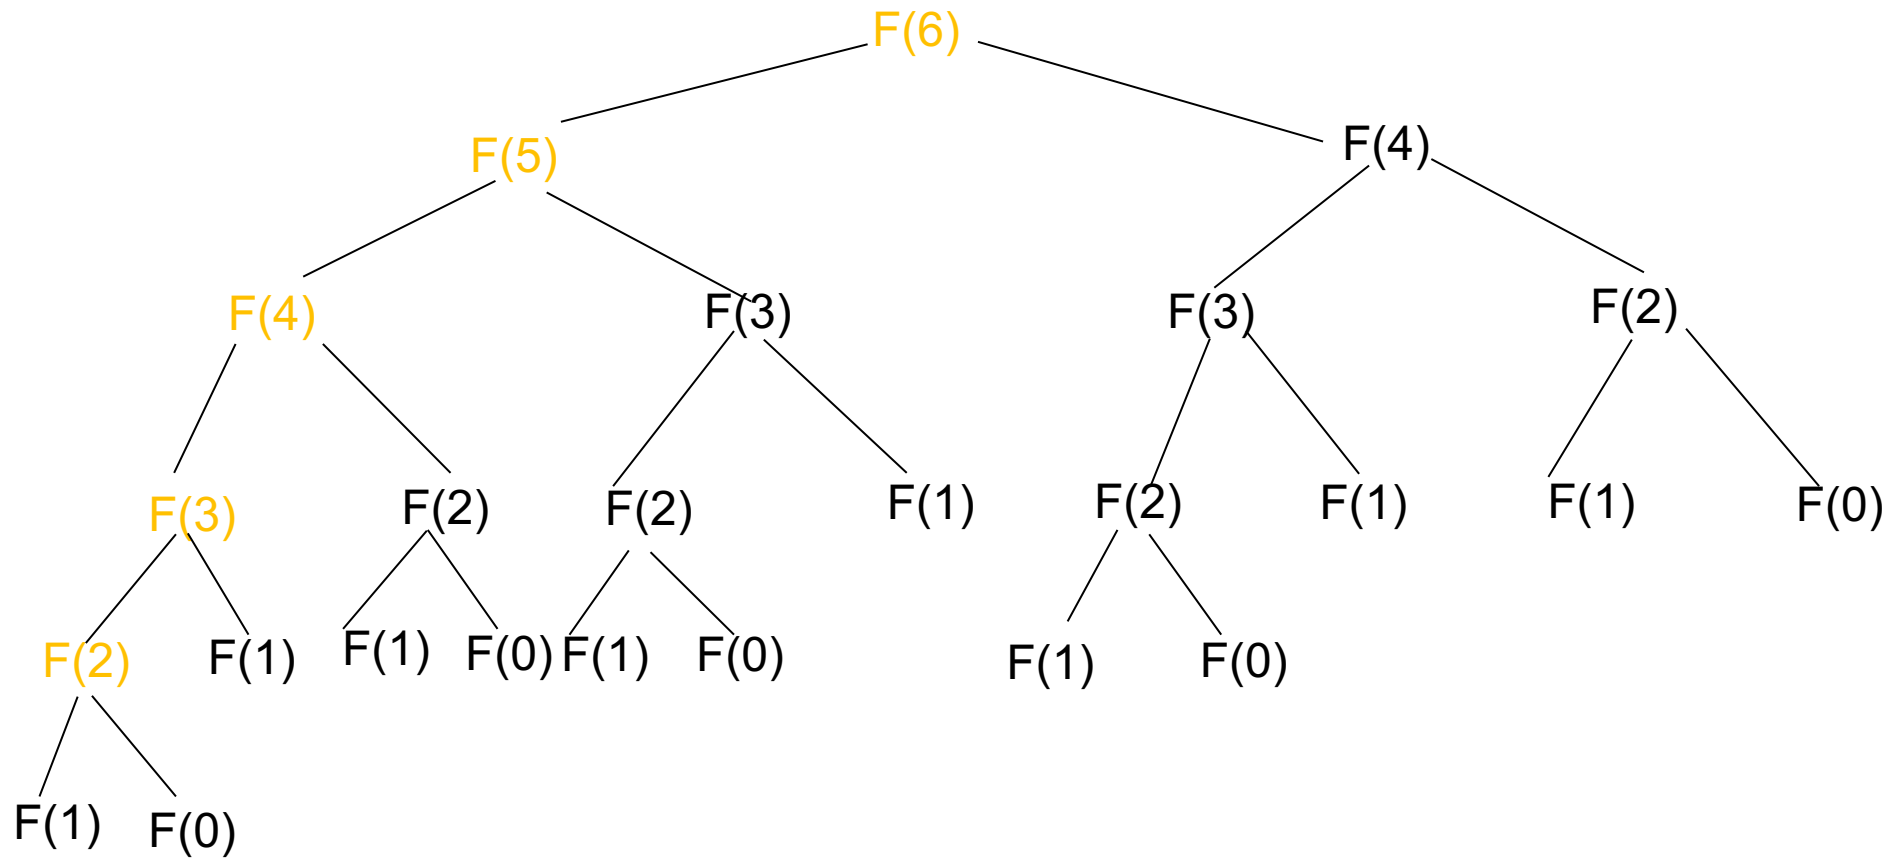 F(6)
F(5) F(4)
F(4) F(3) F(3) F(2)
F(3) F(2) F(2) F(1) F(2) F(1) F(1) F(0)
F(2) F(1) F(1) F(0) F(1) F(0) F(1) F(0)
F(1) F(0)